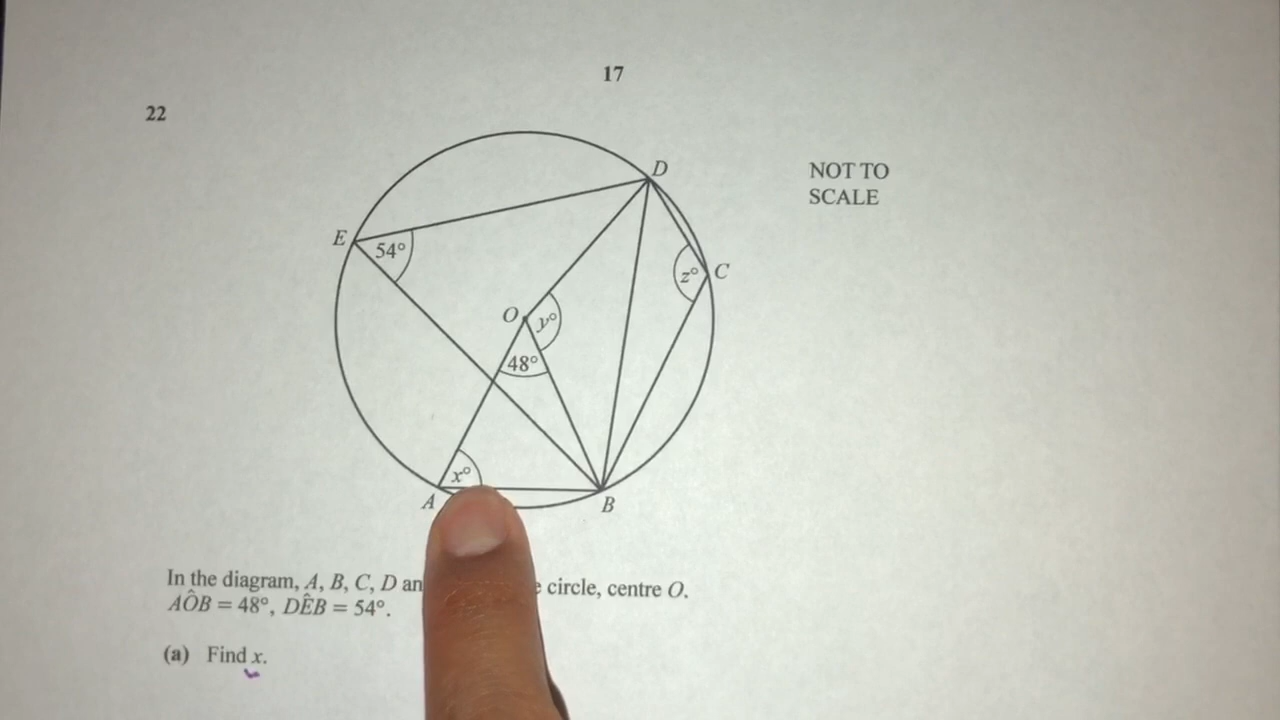 17
22
D
NOT TO
SCALE
E
54°
z°
C
O
y°
48°
x°
A
B
In the diagram, A, B, C, D an circle, centre O.
AÔB = 48°, DÊB = 54°.
(a) Find x.